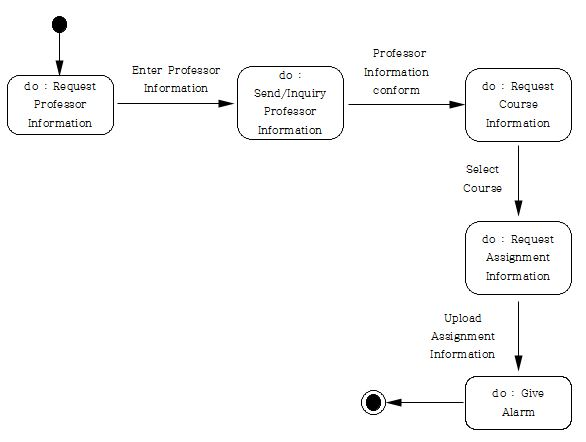 do : Request
Professor
Information
Enter Professor
Information
do :
Send/Inquiry
Professor
Information
Professor
Information
conform
do : Request
Course
Information
Select
Course
do : Request
Assignment
Information
Upload
Assignment
Information
do : Give
Alarm